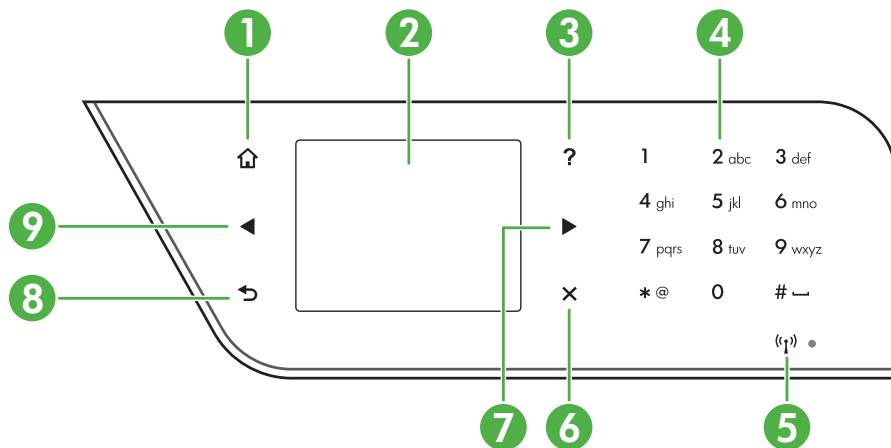 1 2 3 4
? 1 2 abc 3 def
4 ghi 5 jkl 6 mno
9
7 pqrs 8 tuv 9 wxyz
8 * @ 0 #
7 6 5